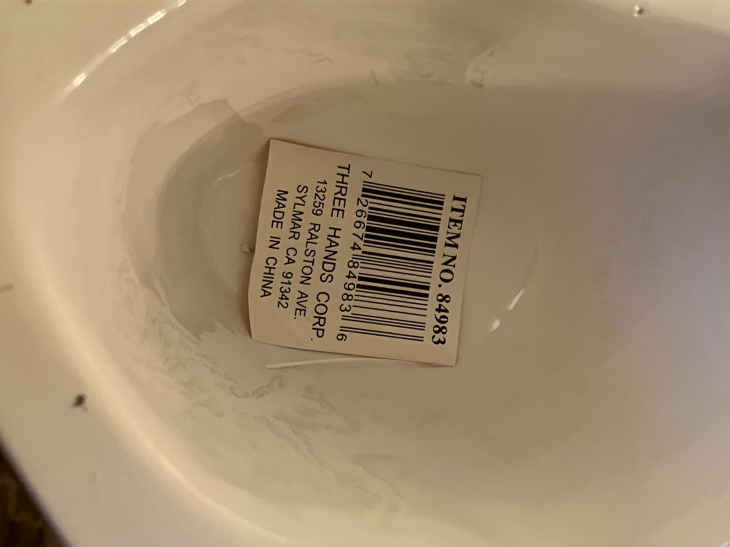 ITEM NO. 84983
7 26674 84983 6
THREE HANDS CORP.
13259 RALSTON AVE.
SYLMAR CA 91342
MADE IN CHINA